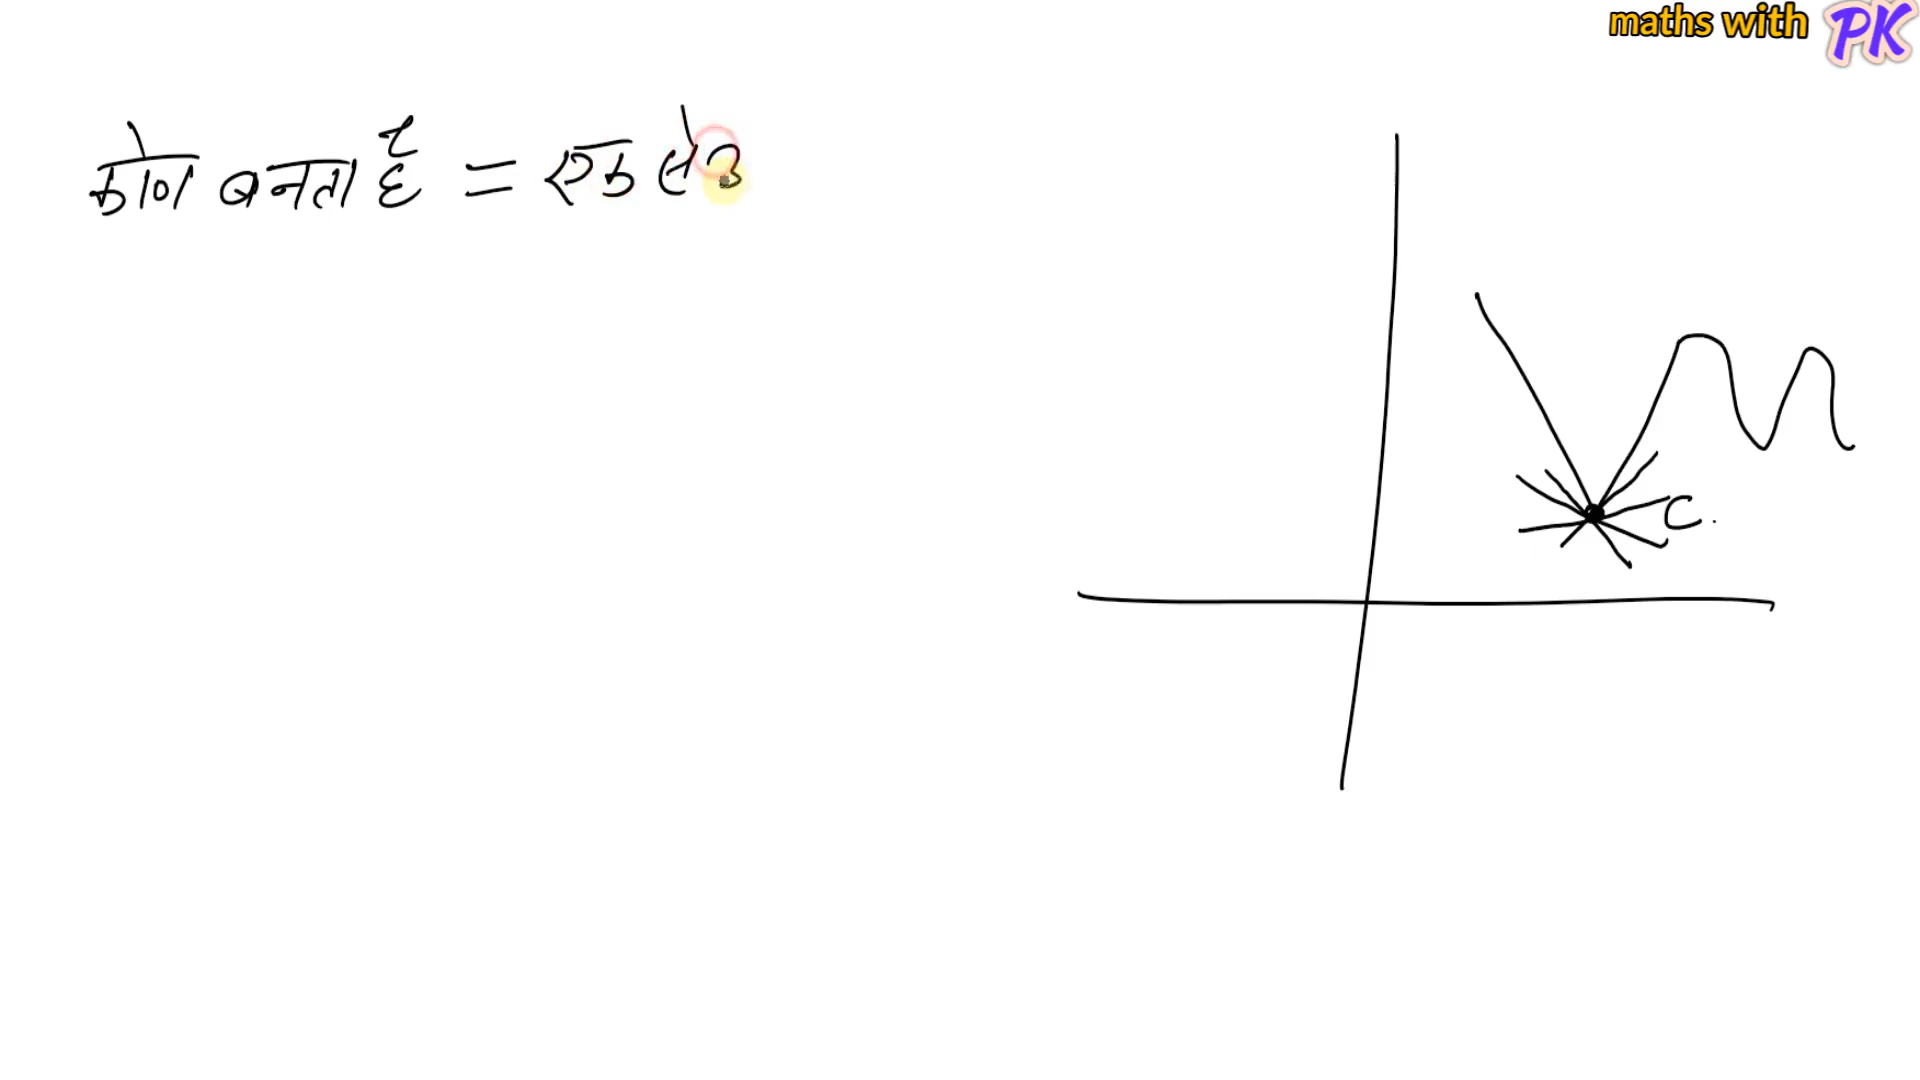 maths with PK
कोण बनता है = एक से
C.